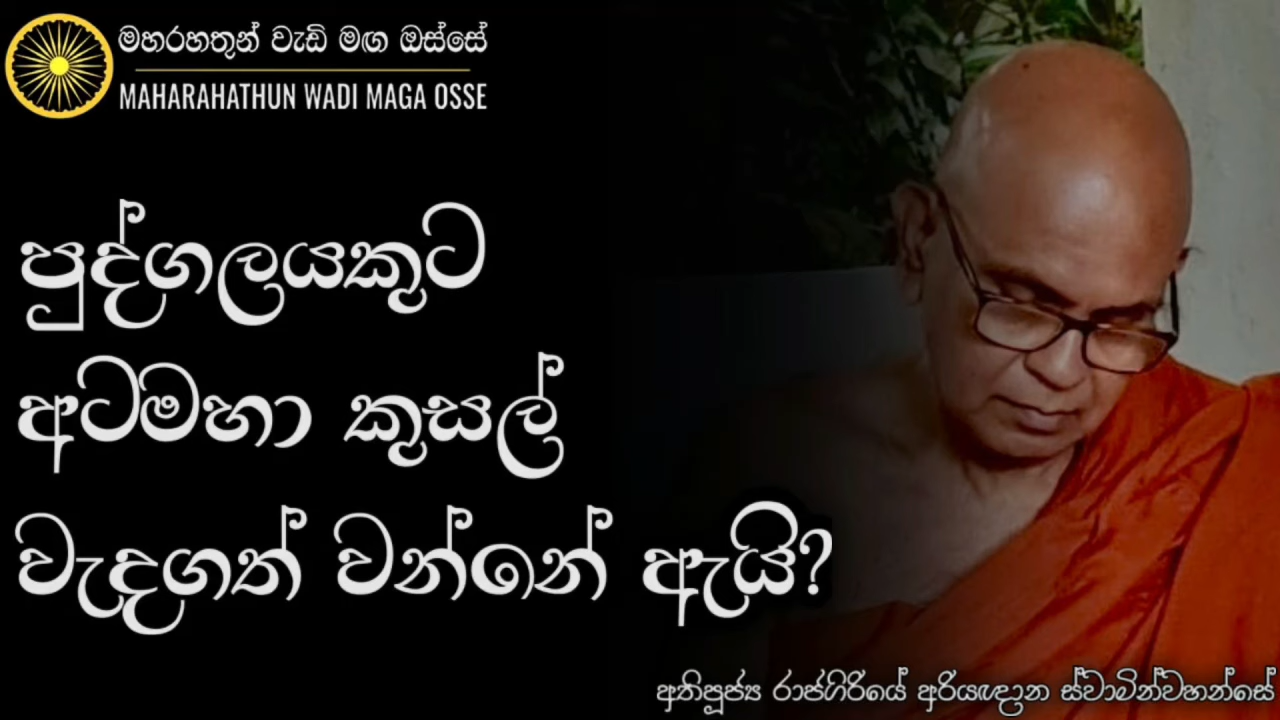 මහරහතුන් වැඩි මඟ ඔස්සේ
MAHARAHATHUN WADI MAGA OSSE
පුද්ගලයකුට
අටමහා කුසල්
වැදගත් වන්නේ ඇයි?
අතිපූජ්‍ය රාජගිරියේ අරියඥාන ස්වාමින්වහන්සේ